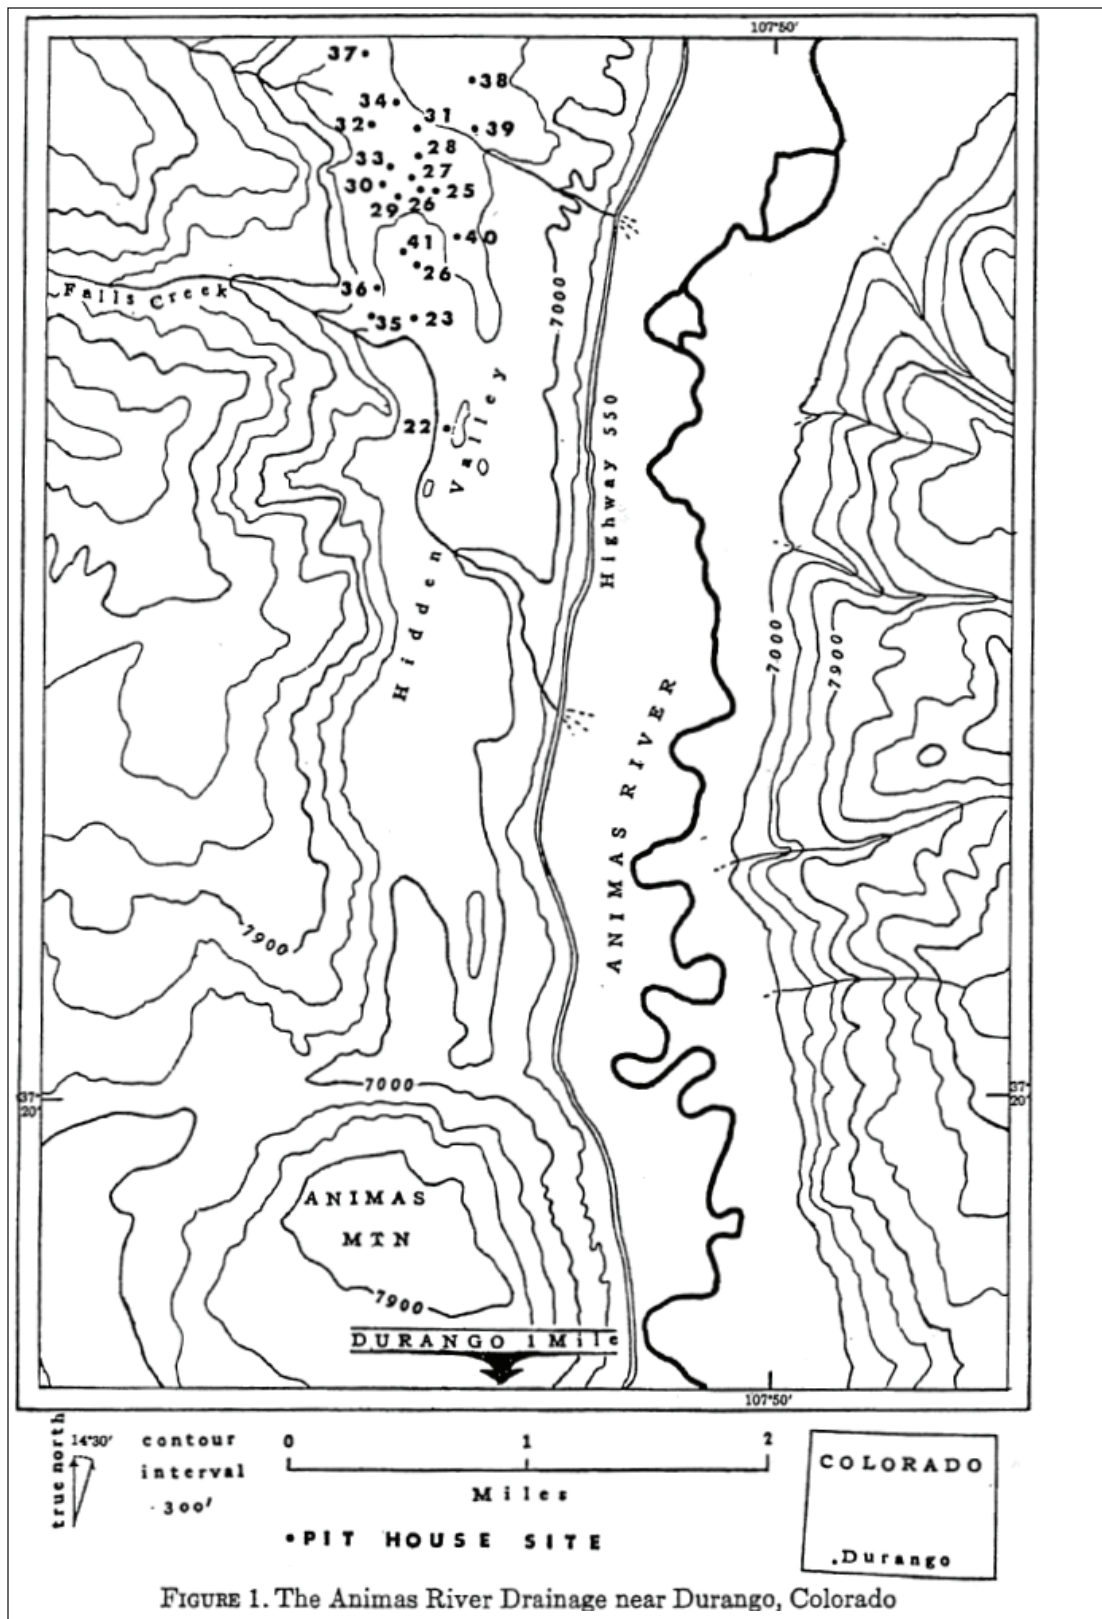 107°50'
37
38
34
31
32
39
28
33
27
30
25
29
26
40
41
26
36
Falls Creek
35
23
7000
22
Valley
Highway 550
Hidden
7000
7900
ANIMAS RIVER
7900
7000
37°
20'
37°
20'
ANIMAS
MTN
7900
DURANGO 1 Mile
107°50'
true north
14°30'
contour
interval
300'
0 1 2
Miles
PIT HOUSE SITE
COLORADO
Durango
FIGURE 1. The Animas River Drainage near Durango, Colorado